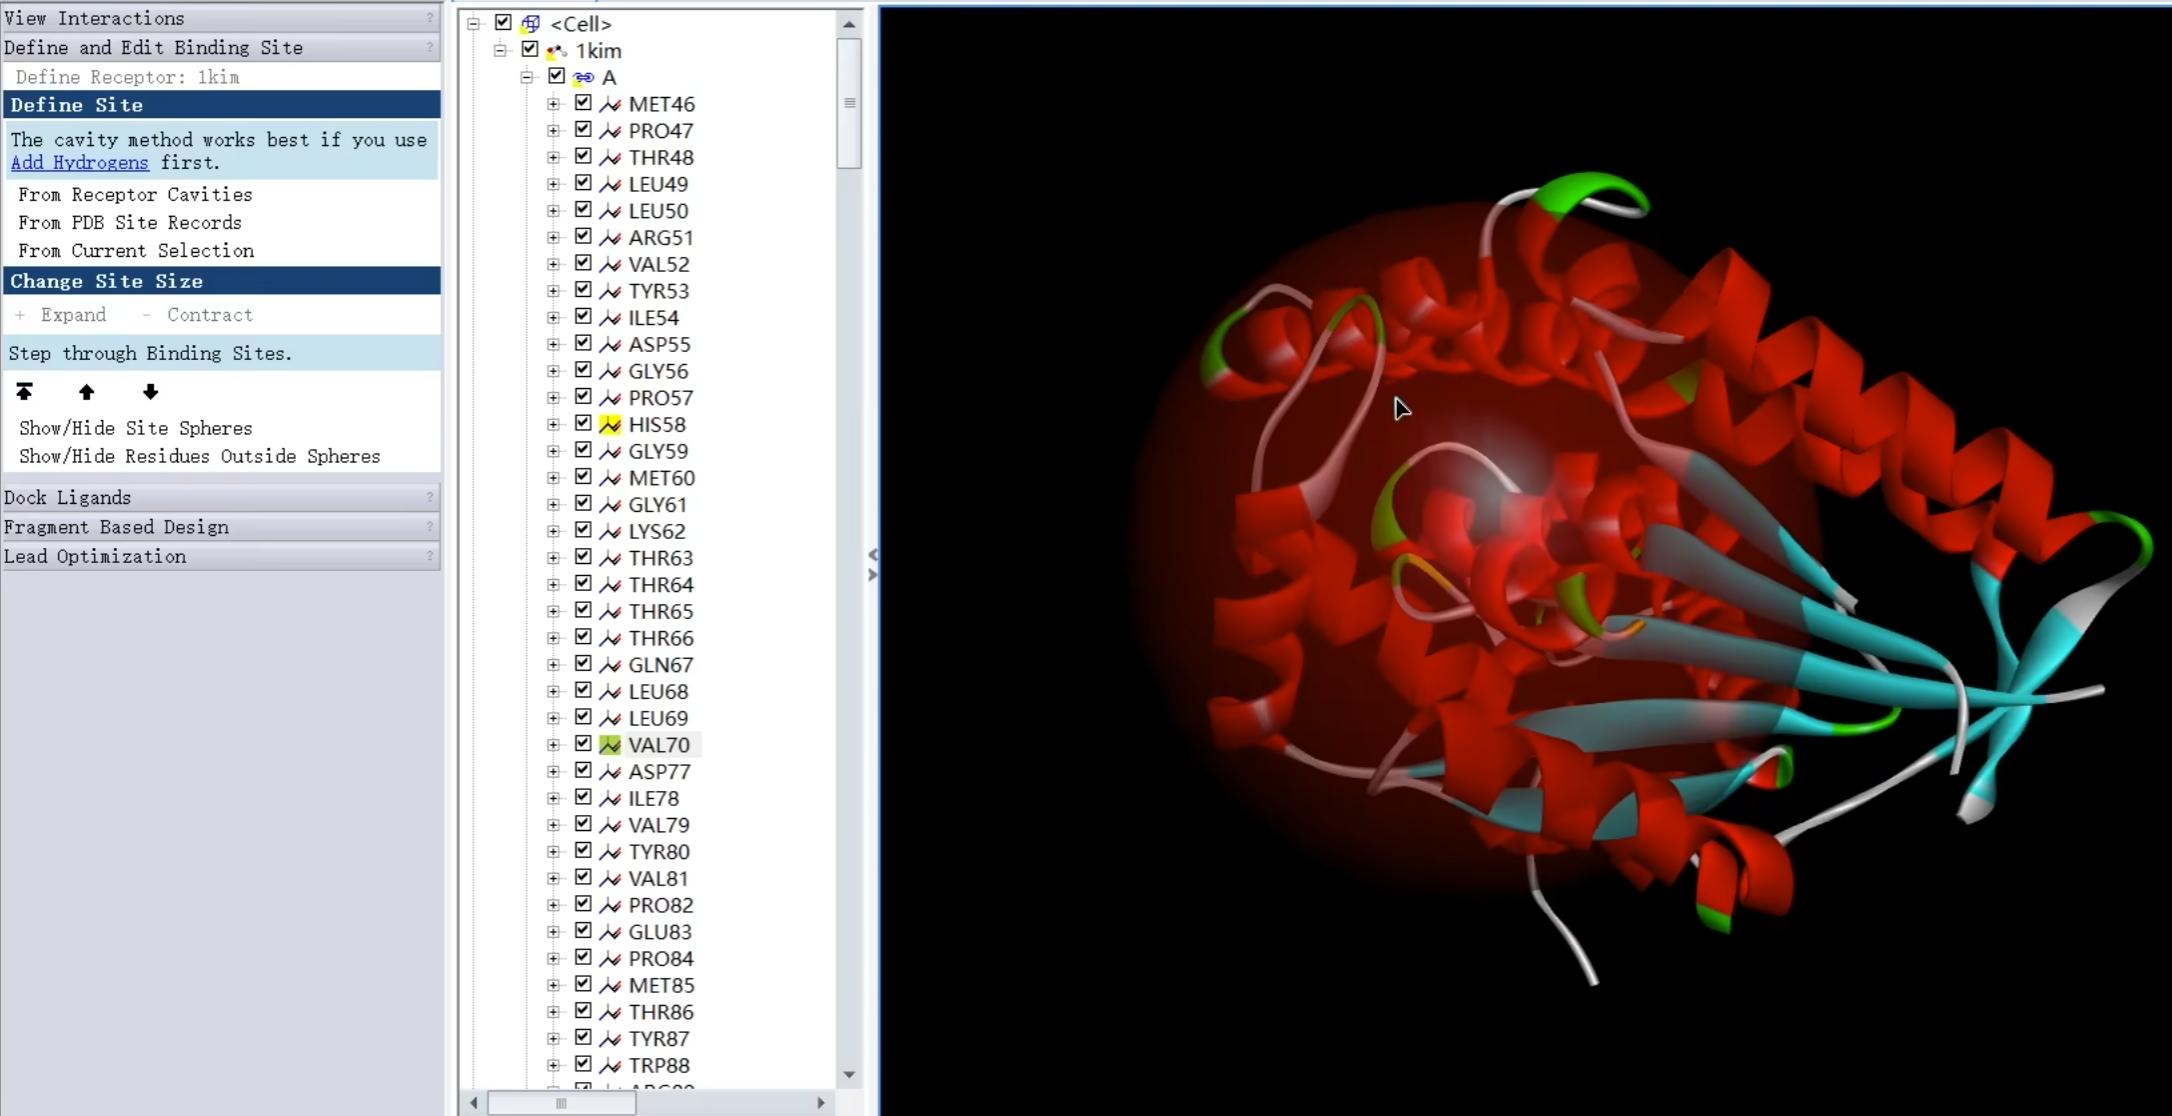 View Interactions ?
Define and Edit Binding Site ?
Define Receptor: 1kim
Define Site
The cavity method works best if you use
Add Hydrogens first.
From Receptor Cavities
From PDB Site Records
From Current Selection
Change Site Size
+ Expand - Contract
Step through Binding Sites.
Show/Hide Site Spheres
Show/Hide Residues Outside Spheres
Dock Ligands ?
Fragment Based Design ?
Lead Optimization ?
<Cell>
1kim
A
MET46
PRO47
THR48
LEU49
LEU50
ARG51
VAL52
TYR53
ILE54
ASP55
GLY56
PRO57
HIS58
GLY59
MET60
GLY61
LYS62
THR63
THR64
THR65
THR66
GLN67
LEU68
LEU69
VAL70
ASP77
ILE78
VAL79
TYR80
VAL81
PRO82
GLU83
PRO84
MET85
THR86
TYR87
TRP88